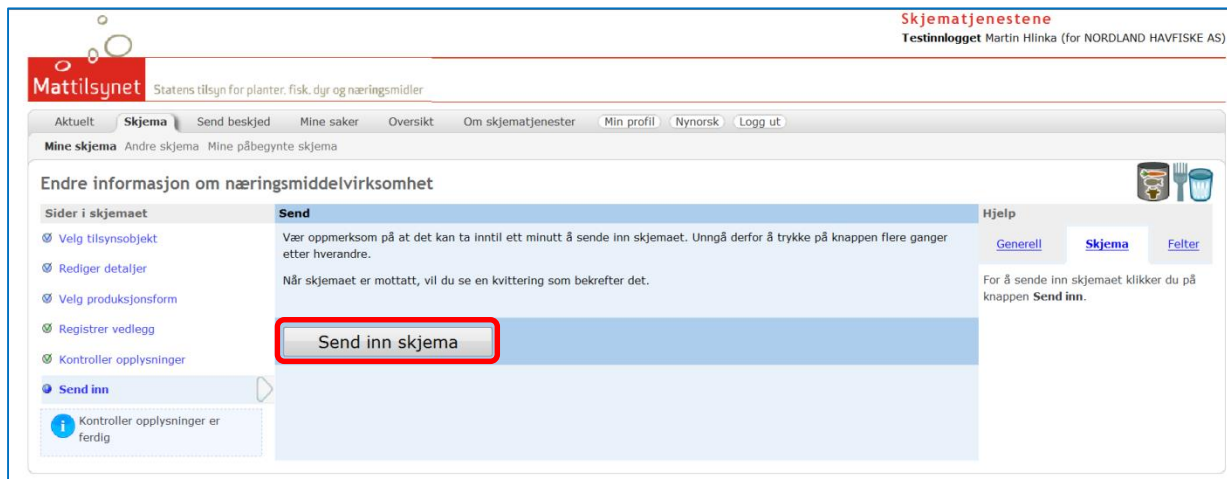 Skjematjenestene
Testinnlogget Martin Hlinka (for NORDLAND HAVFISKE AS)
Mattilsynet Statens tilsyn for planter, fisk, dyr og næringsmidler
Aktuelt Skjema Send beskjed Mine saker Oversikt Om skjematjenester Min profil Nynorsk Logg ut
Mine skjema Andre skjema Mine påbegynte skjema
Endre informasjon om næringsmiddelvirksomhet
Sider i skjemaet
Velg tilsynsobjekt
Rediger detaljer
Velg produksjonsform
Registrer vedlegg
Kontroller opplysninger
Send inn
Kontroller opplysninger er
ferdig
Send
Vær oppmerksom på at det kan ta inntil ett minutt å sende inn skjemaet. Unngå derfor å trykke på knappen flere ganger
etter hverandre.
Når skjemaet er mottatt, vil du se en kvittering som bekrefter det.
Send inn skjema
Hjelp
Generell Skjema Felter
For å sende inn skjemaet klikker du på
knappen Send inn.